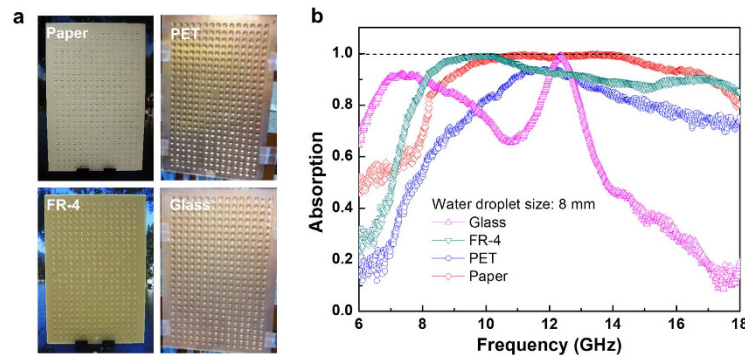 a
Paper
PET
FR-4
Glass
b
Absorption
1.0
0.8
0.6
0.4
0.2
0.0
Water droplet size: 8 mm
Glass
FR-4
PET
Paper
6 8 10 12 14 16 18
Frequency (GHz)